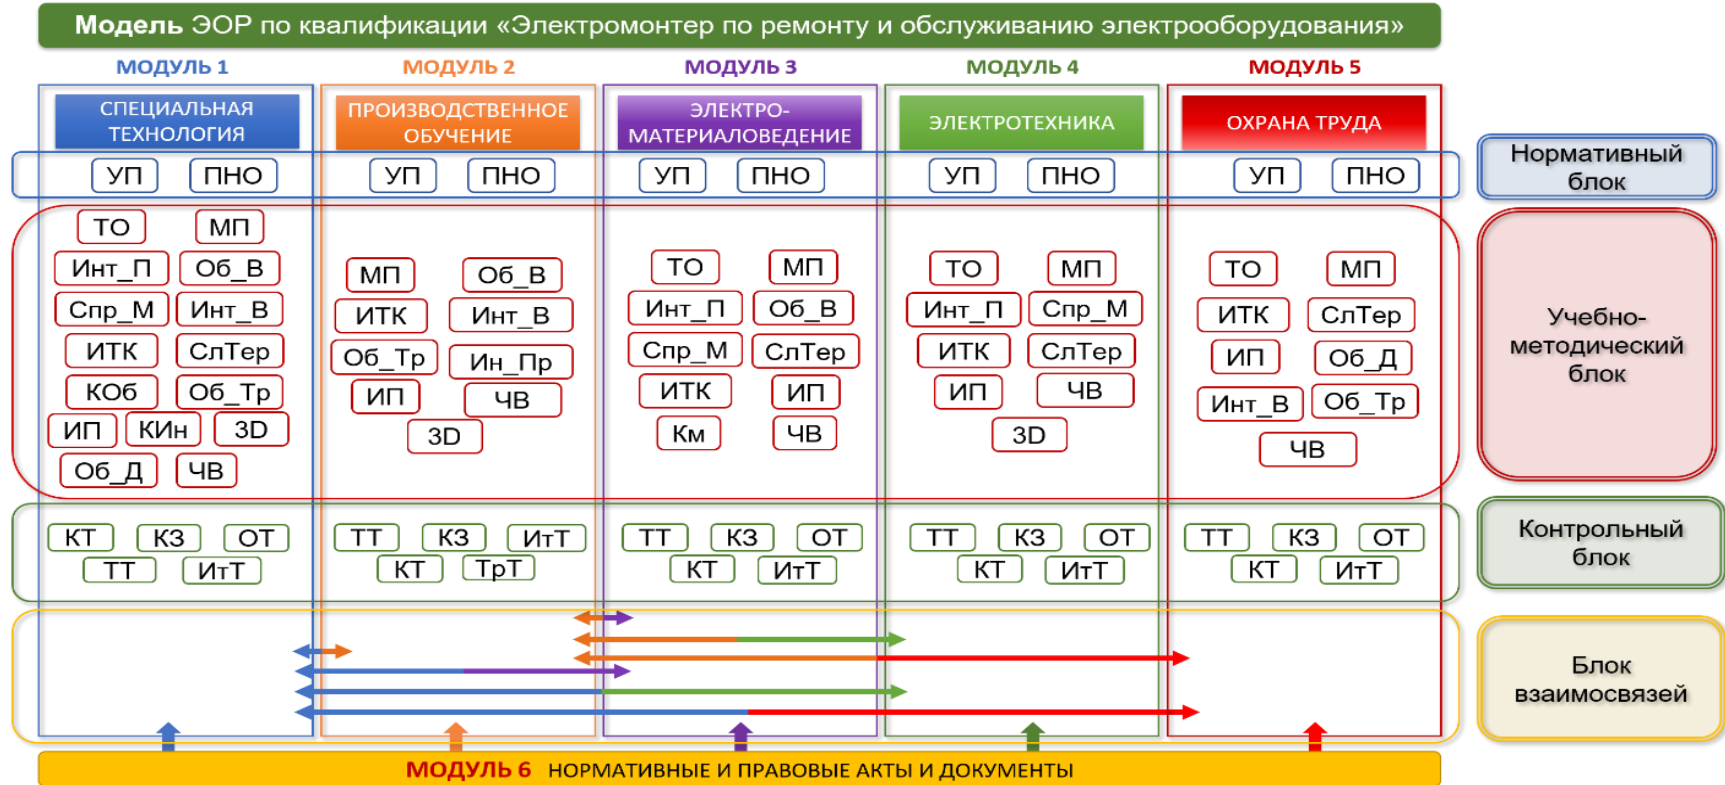 Модель ЭОР по квалификации «Электромонтер по ремонту и обслуживанию электрооборудования»
МОДУЛЬ 1 МОДУЛЬ 2 МОДУЛЬ 3 МОДУЛЬ 4 МОДУЛЬ 5
СПЕЦИАЛЬНАЯ
ТЕХНОЛОГИЯ
ПРОИЗВОДСТВЕННОЕ
ОБУЧЕНИЕ
ЭЛЕКТРО-
МАТЕРИАЛОВЕДЕНИЕ
ЭЛЕКТРОТЕХНИКА
ОХРАНА ТРУДА
УП ПНО УП ПНО УП ПНО УП ПНО УП ПНО
Нормативный
блок
ТО МП
Инт_П Об_В
Спр_М Инт_В
ИТК СлТер
КОб Об_Тр
ИП КИн 3D
Об_Д ЧВ
МП Об_В
ИТК Инт_В
Об_Тр Ин_Пр
ИП ЧВ
3D
ТО МП
Инт_П Об_В
Спр_М СлТер
ИТК ИП
Км ЧВ
ТО МП
Инт_П Спр_М
ИТК СлТер
ИП ЧВ
3D
ТО МП
ИТК СлТер
ИП Об_Д
Инт_В Об_Тр
ЧВ
Учебно-
методический
блок
КТ КЗ ОТ
ТТ ИтТ
ТТ КЗ ИтТ
КТ ТрТ
ТТ КЗ ОТ
КТ ИтТ
ТТ КЗ ОТ
КТ ИтТ
ТТ КЗ ОТ
КТ ИтТ
Контрольный
блок
Блок
взаимосвязей
МОДУЛЬ 6 НОРМАТИВНЫЕ И ПРАВОВЫЕ АКТЫ И ДОКУМЕНТЫ